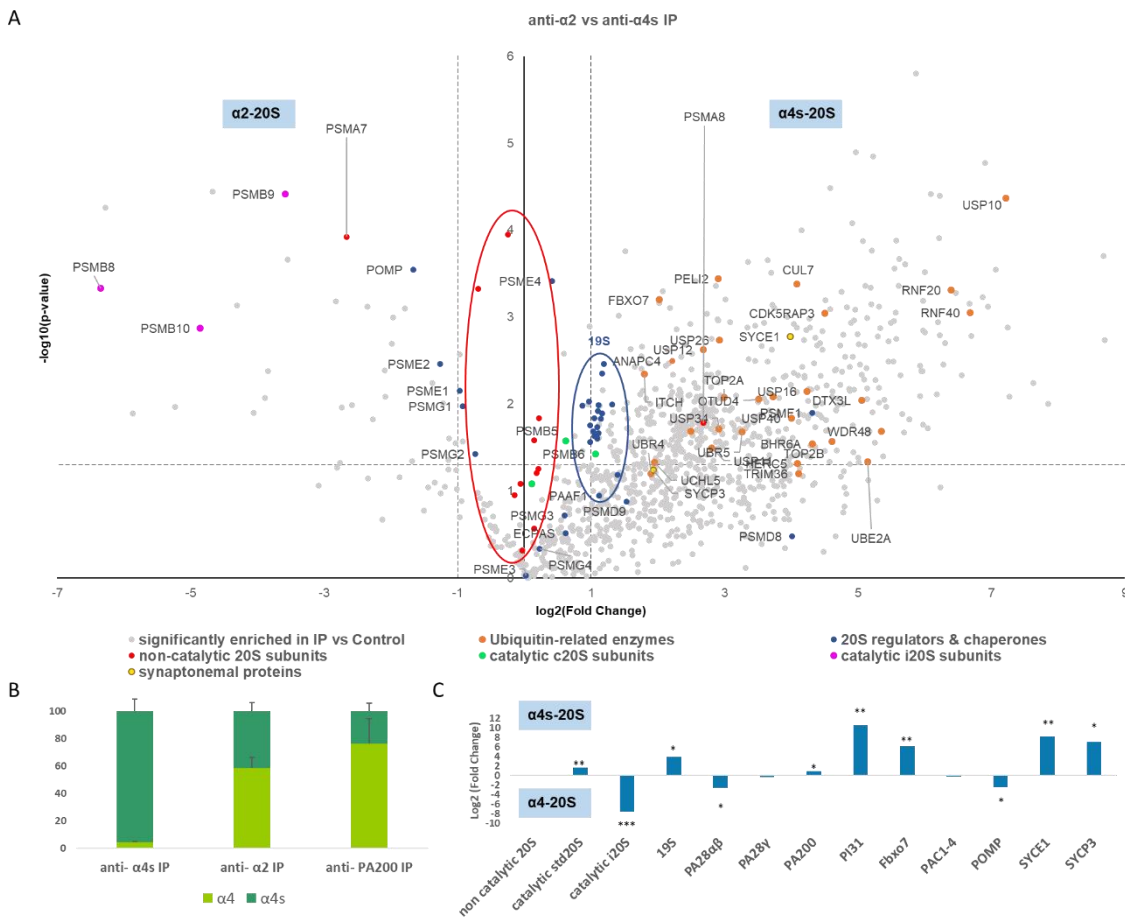 A
anti-α2 vs anti-α4s IP
6
α2-20S
α4s-20S
PSMA8
PSMA7
5
PSMB9
USP10
4
PSMB8
POMP
PSME4
PELI2
CUL7
FBXO7
RNF20
PSMB10
3
CDK5RAP3
RNF40
19S
USP26
SYCE1
USP12
PSME2
ANAPC4
TOP2A
PSME1
USP16
PSMG1
2
ITCH
OTUD4
DTX3L
PSMF1
PSMB5
USP34
USP40
WDR48
PSMG2
PSMB6
UBR4
UBR5
BHR6A
TOP2B
HERC5
UCHL5
TRIM36
1
PAAF1
SYCP3
PSMG3
PSMD9
ECPAS
PSMD8
UBE2A
PSME3
PSMG4
0
-log10(p-value)
-7 -5 -3 -1 1 3 5 7 9
log2(Fold Change)
significantly enriched in IP vs Control
Ubiquitin-related enzymes
20S regulators & chaperones
non-catalytic 20S subunits
catalytic c20S subunits
catalytic i20S subunits
synaptonemal proteins
B
100
80
60
40
20
0
anti- α4s IP anti- α2 IP anti- PA200 IP
α4 α4s
C
α4s-20S
α4-20S
Log2 (Fold Change)
12
10
8
6
4
2
0
-2
-4
-6
-8
-10
** * * ** ** ** *
*** * *
non catalytic 20S
catalytic std20S
catalytic i20S
19S
PA28αβ
PA28γ
PA200
PI31
Fbxo7
PAC1-4
POMP
SYCE1
SYCP3